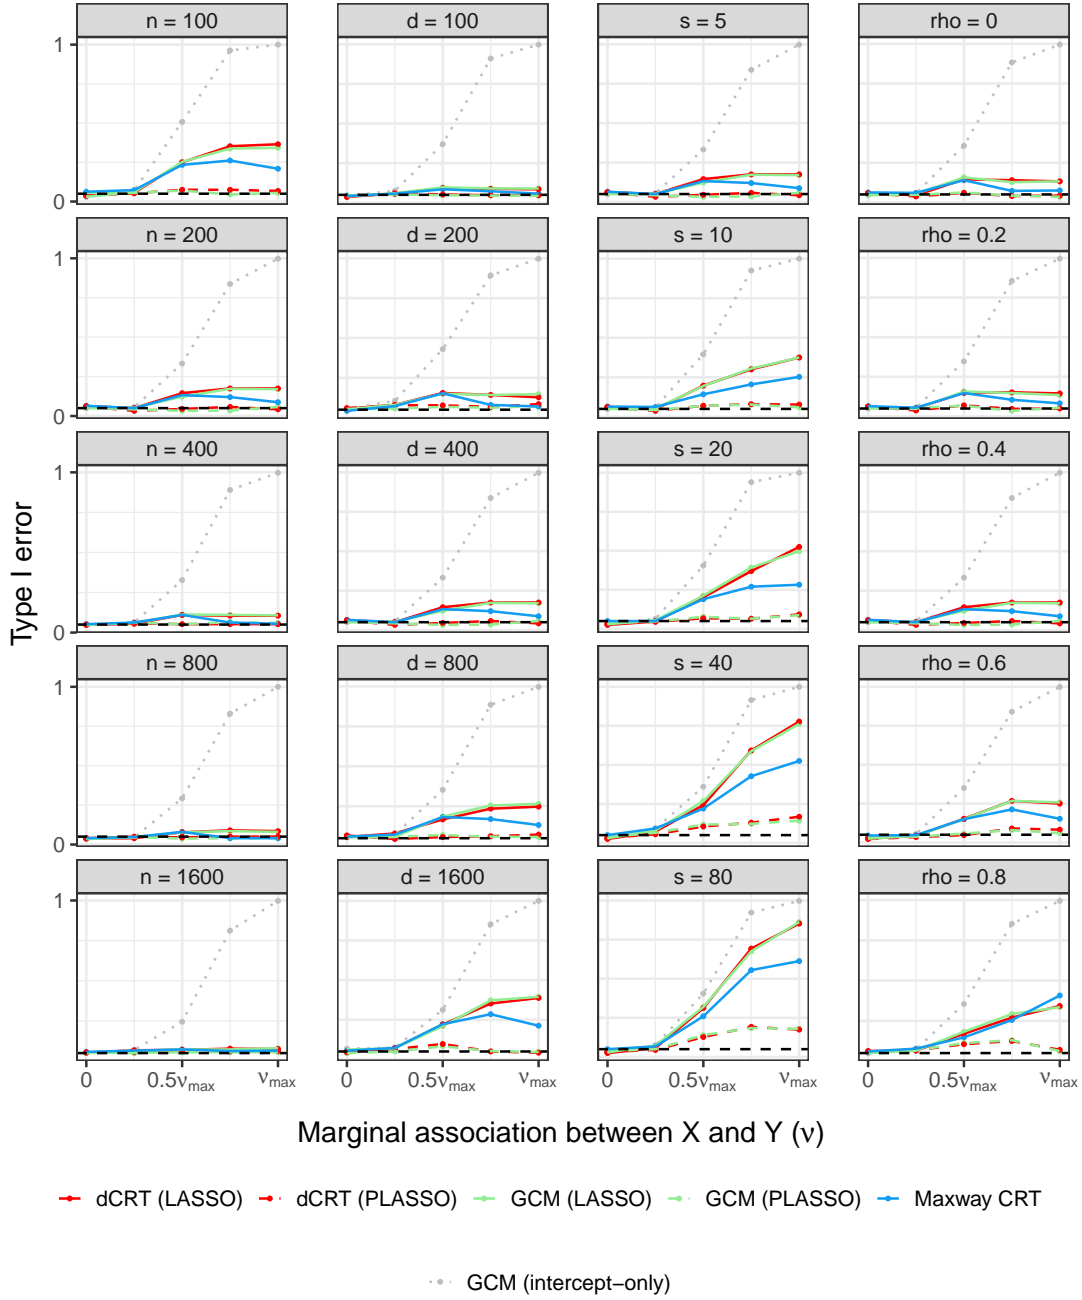 n = 100
d = 100
s = 5
rho = 0
1
0
n = 200
d = 200
s = 10
rho = 0.2
1
0
n = 400
d = 400
s = 20
rho = 0.4
1
0
Type I error
n = 800
d = 800
s = 40
rho = 0.6
1
0
n = 1600
d = 1600
s = 80
rho = 0.8
1
0
0 0.5νmax νmax
0 0.5νmax νmax
0 0.5νmax νmax
0 0.5νmax νmax
Marginal association between X and Y (ν)
dCRT (LASSO) dCRT (PLASSO) GCM (LASSO) GCM (PLASSO) Maxway CRT
GCM (intercept−only)